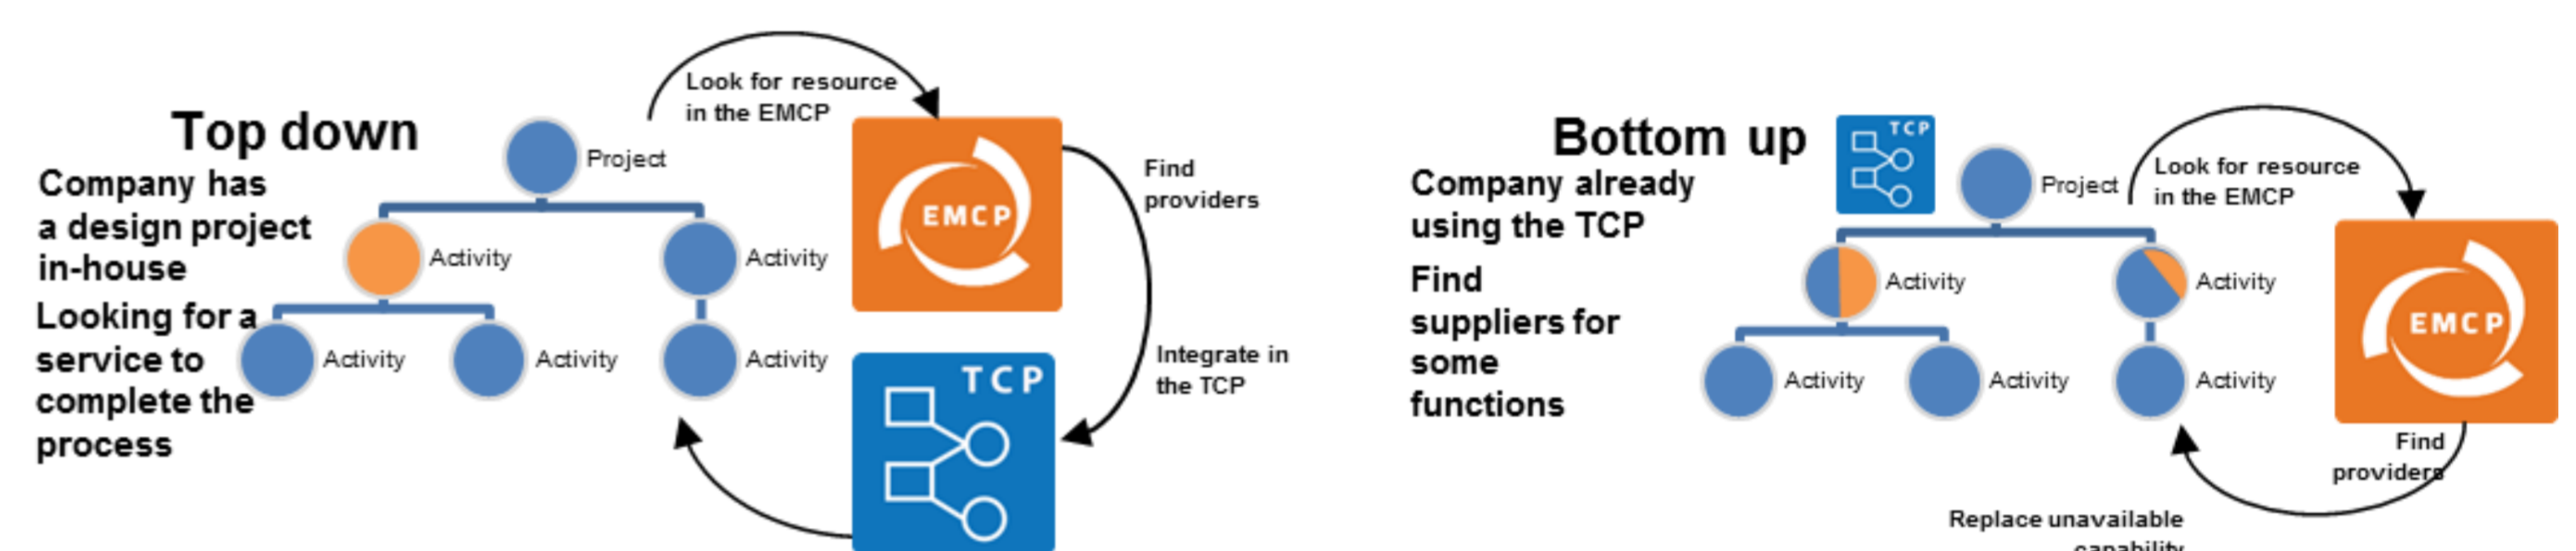 Top down
Company has
a design project
in-house
Looking for a
service to
complete the
process
Project
Activity
Activity
Activity
Activity
Activity
Look for resource
in the EMCP
EMCP
Find
providers
Integrate in
the TCP
TCP
Bottom up
Company already
using the TCP
Find
suppliers for
some
functions
TCP
Project
Activity
Activity
Activity
Activity
Activity
Look for resource
in the EMCP
EMCP
Find
providers
Replace unavailable
capability